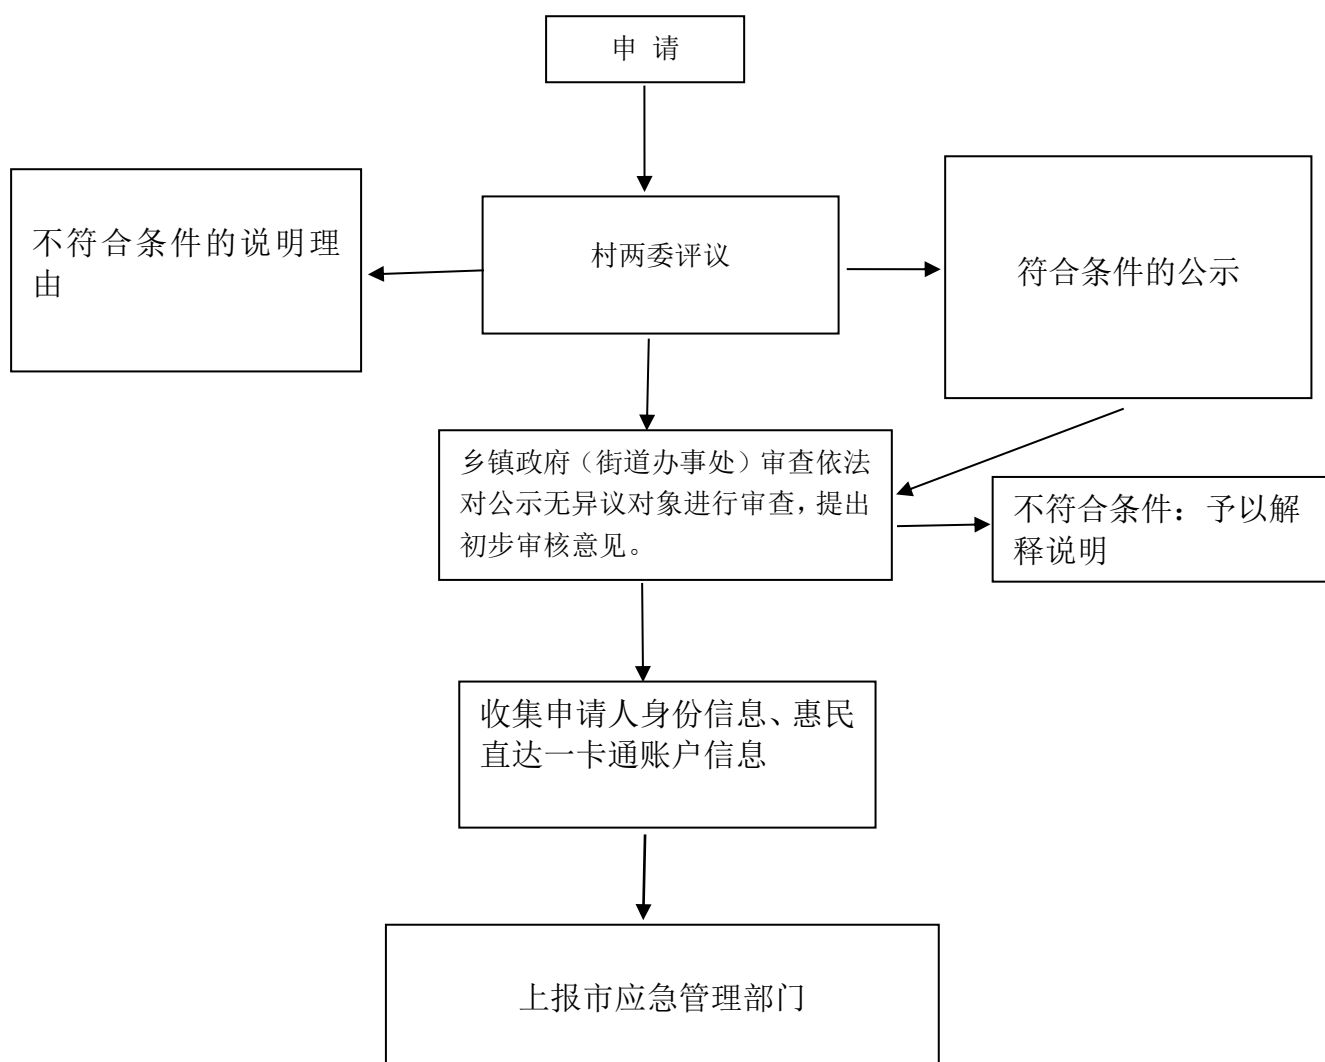 申 请
不符合条件的说明理
由
村两委评议
符合条件的公示
乡镇政府（街道办事处）审查依法
对公示无异议对象进行审查，提出
初步审核意见。
不符合条件：予以解
释说明
收集申请人身份信息、惠民
直达一卡通账户信息
上报市应急管理部门